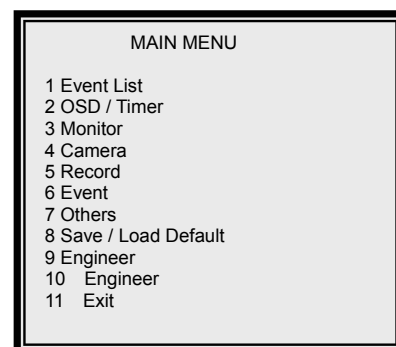 MAIN MENU
1 Event List
2 OSD / Timer
3 Monitor
4 Camera
5 Record
6 Event
7 Others
8 Save / Load Default
9 Engineer
10 Engineer
11 Exit